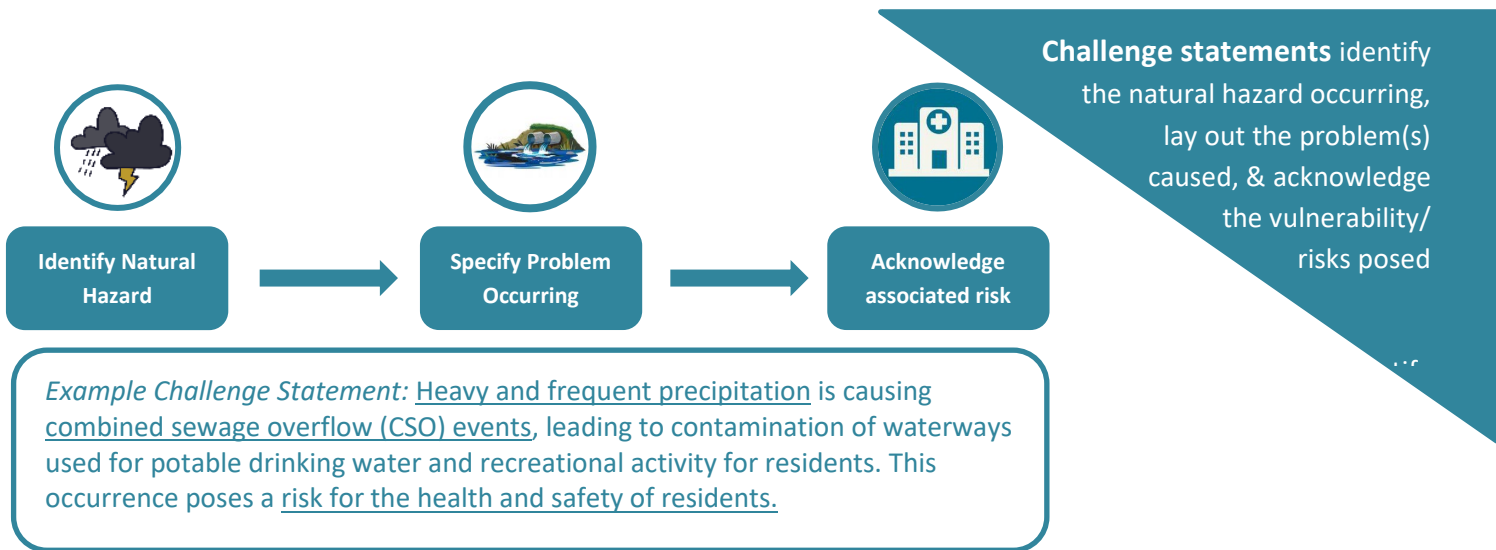 Challenge statements identify
the natural hazard occurring,
lay out the problem(s)
caused, & acknowledge
the vulnerability/
risks posed
Identify Natural
Hazard
Specify Problem
Occurring
Acknowledge
associated risk
Example Challenge Statement: Heavy and frequent precipitation is causing
combined sewage overflow (CSO) events, leading to contamination of waterways
used for potable drinking water and recreational activity for residents. This
occurrence poses a risk for the health and safety of residents.